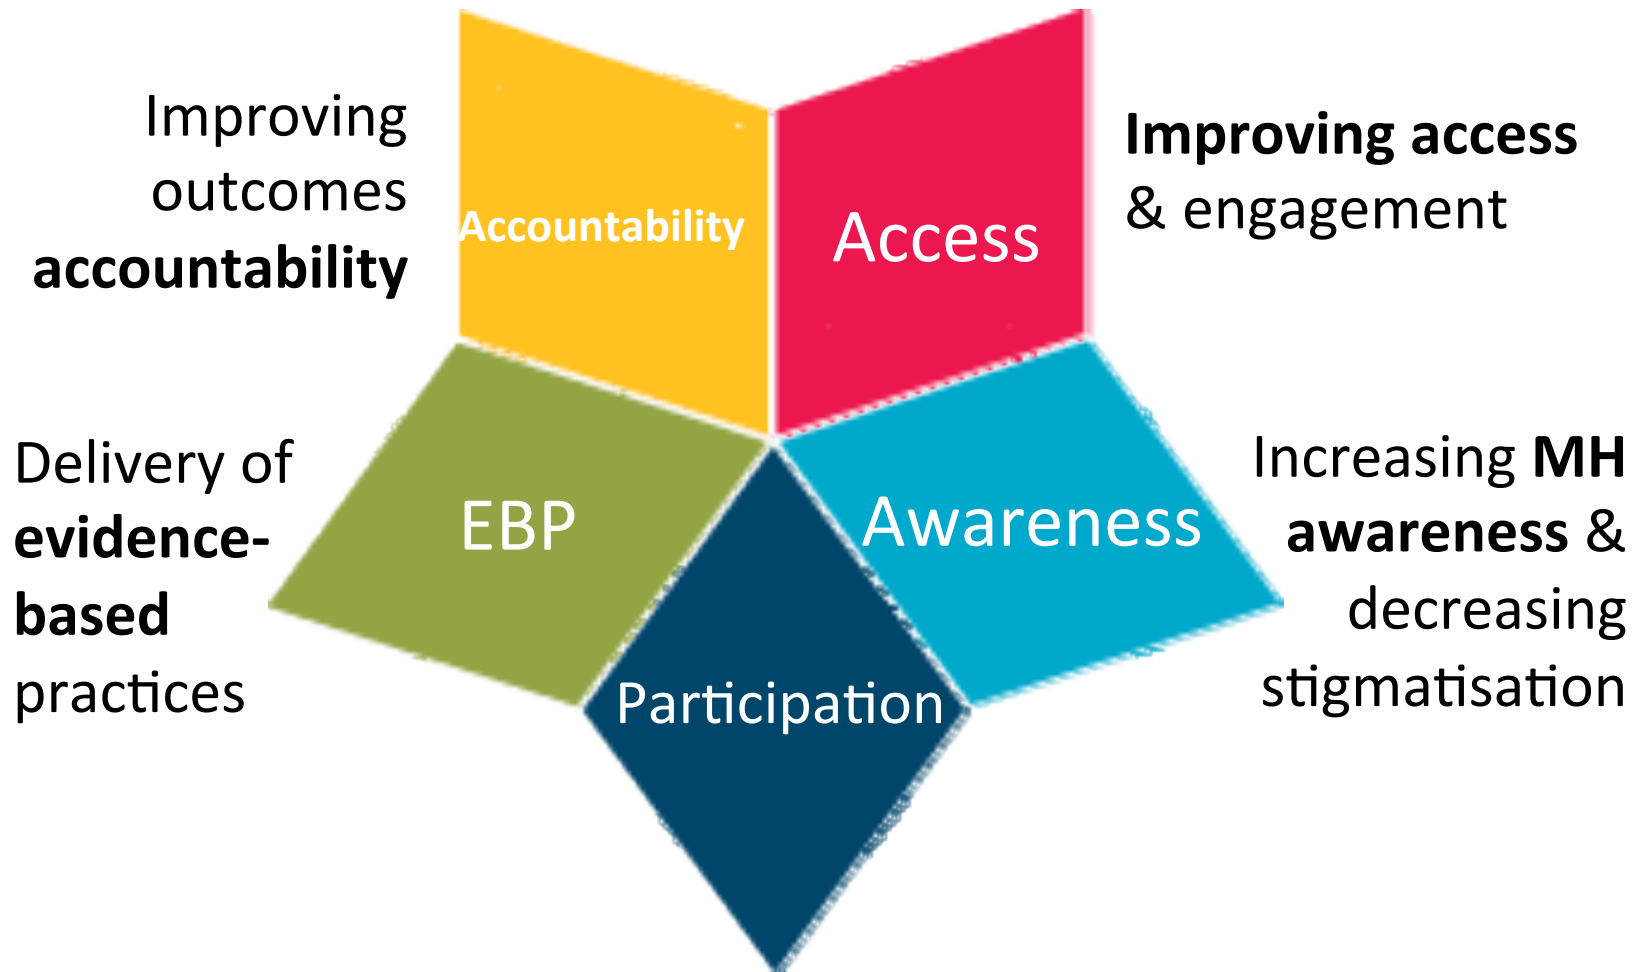 Improving
outcomes
accountability
Accountability
Access
Improving access
& engagement
Delivery of
evidence-
based
practices
EBP
Awareness
Increasing MH
awareness &
decreasing
stigmatisation
Participation